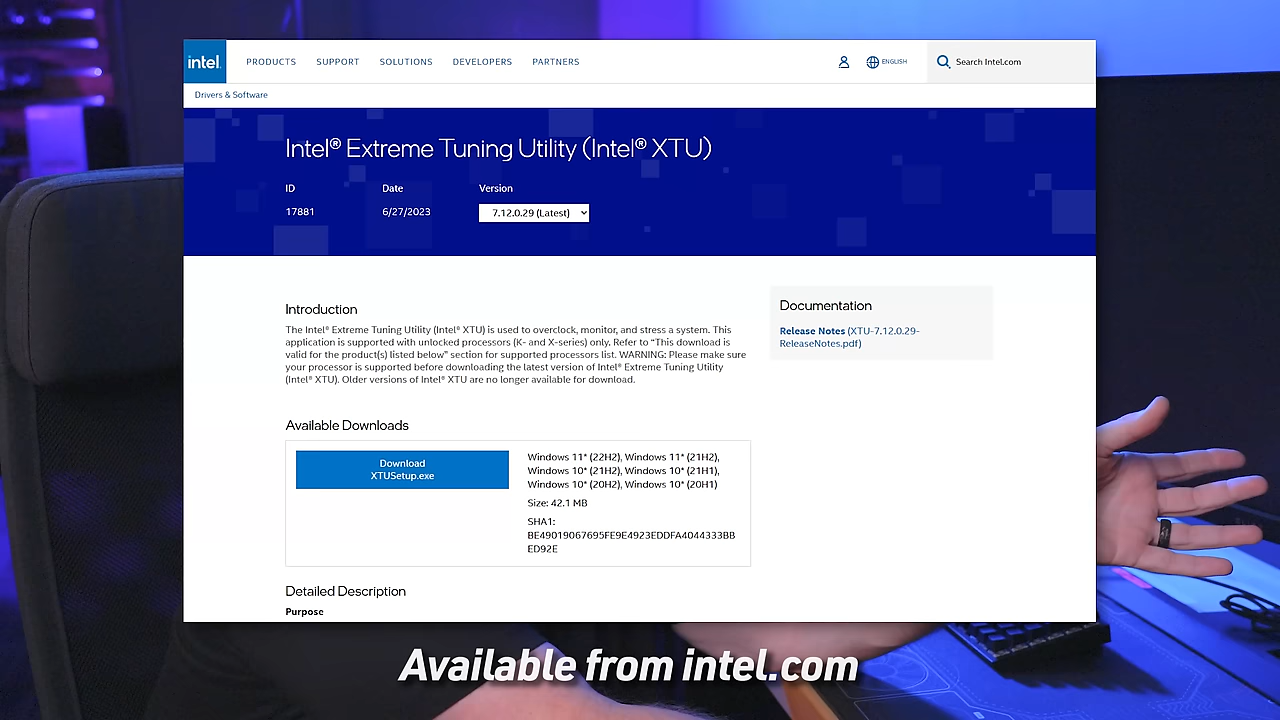 intel.
PRODUCTS SUPPORT SOLUTIONS DEVELOPERS PARTNERS
ENGLISH
Search Intel.com
Drivers & Software
Intel® Extreme Tuning Utility (Intel® XTU)
ID Date Version
17881 6/27/2023 7.12.0.29 (Latest)
Introduction
The Intel® Extreme Tuning Utility (Intel® XTU) is used to overclock, monitor, and stress a system. This
application is supported with unlocked processors (K- and X-series) only. Refer to “This download is
valid for the product(s) listed below” section for supported processors list. WARNING: Please make sure
your processor is supported before downloading the latest version of Intel® Extreme Tuning Utility
(Intel® XTU). Older versions of Intel® XTU are no longer available for download.
Documentation
Release Notes (XTU-7.12.0.29-
ReleaseNotes.pdf)
Available Downloads
Download
XTUSetup.exe
Windows 11* (22H2), Windows 11* (21H2),
Windows 10* (21H2), Windows 10* (21H1),
Windows 10* (20H2), Windows 10* (20H1)
Size: 42.1 MB
SHA1:
BE49019067695FE9E4923EDDFA4044333BB
ED92E
Detailed Description
Purpose
Available from intel.com